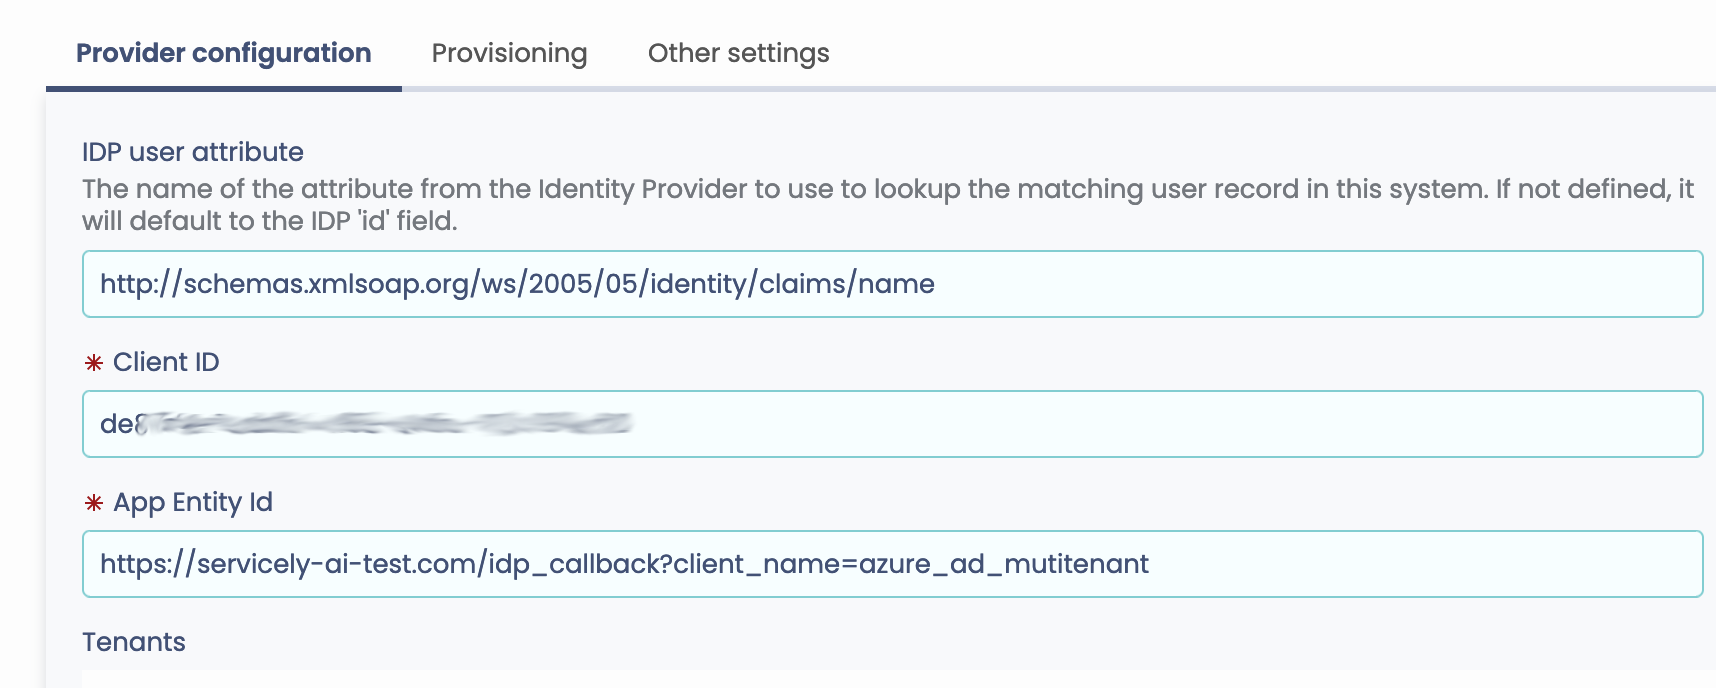 Provider configuration Provisioning Other settings
IDP user attribute
The name of the attribute from the Identity Provider to use to lookup the matching user record in this system. If not defined, it
will default to the IDP 'id' field.
http://schemas.xmlsoap.org/ws/2005/05/identity/claims/name
* Client ID
de8
* App Entity Id
https://servicely-ai-test.com/idp_callback?client_name=azure_ad_mutitenant
Tenants